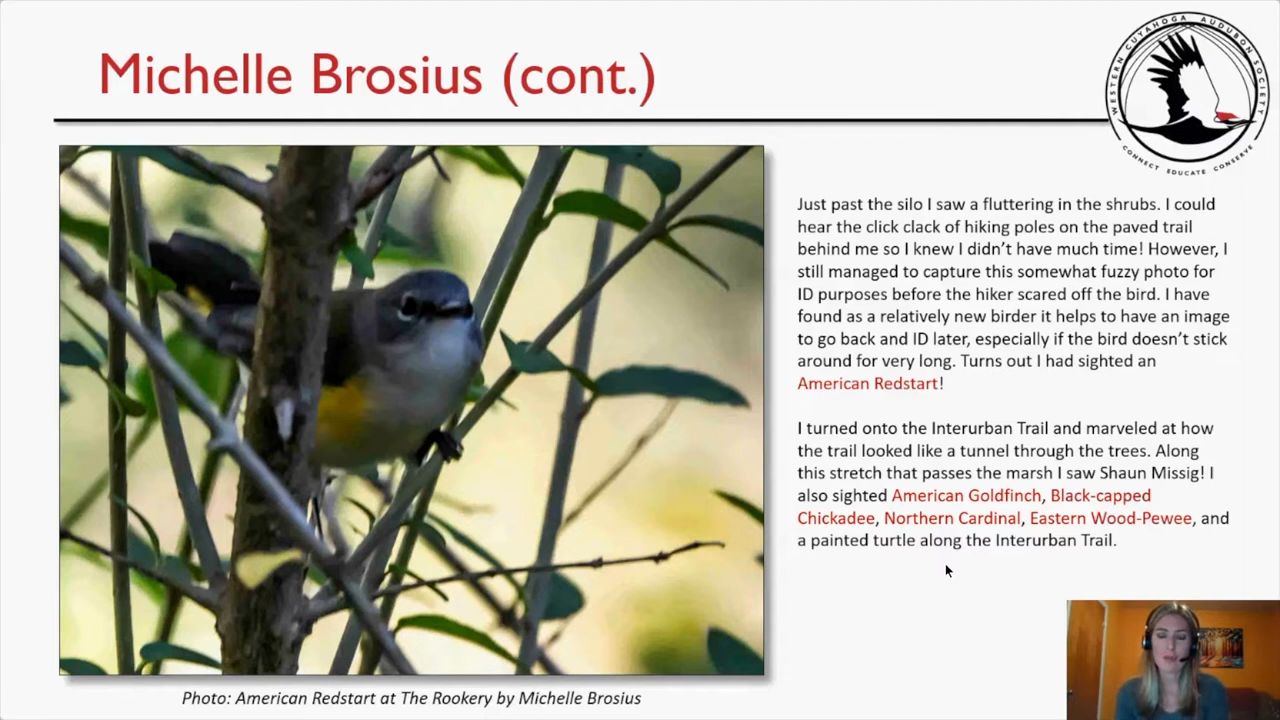 Michelle Brosius (cont.)
WESTERN CUYAHOGA AUDUBON SOCIETY
CONNECT EDUCATE CONSERVE
Just past the silo I saw a fluttering in the shrubs. I could
hear the click clack of hiking poles on the paved trail
behind me so I knew I didn’t have much time! However, I
still managed to capture this somewhat fuzzy photo for
ID purposes before the hiker scared off the bird. I have
found as a relatively new birder it helps to have an image
to go back and ID later, especially if the bird doesn’t stick
around for very long. Turns out I had sighted an
American Redstart!
I turned onto the Interurban Trail and marveled at how
the trail looked like a tunnel through the trees. Along
this stretch that passes the marsh I saw Shaun Missig! I
also sighted American Goldfinch, Black-capped
Chickadee, Northern Cardinal, Eastern Wood-Pewee, and
a painted turtle along the Interurban Trail.
Photo: American Redstart at The Rookery by Michelle Brosius